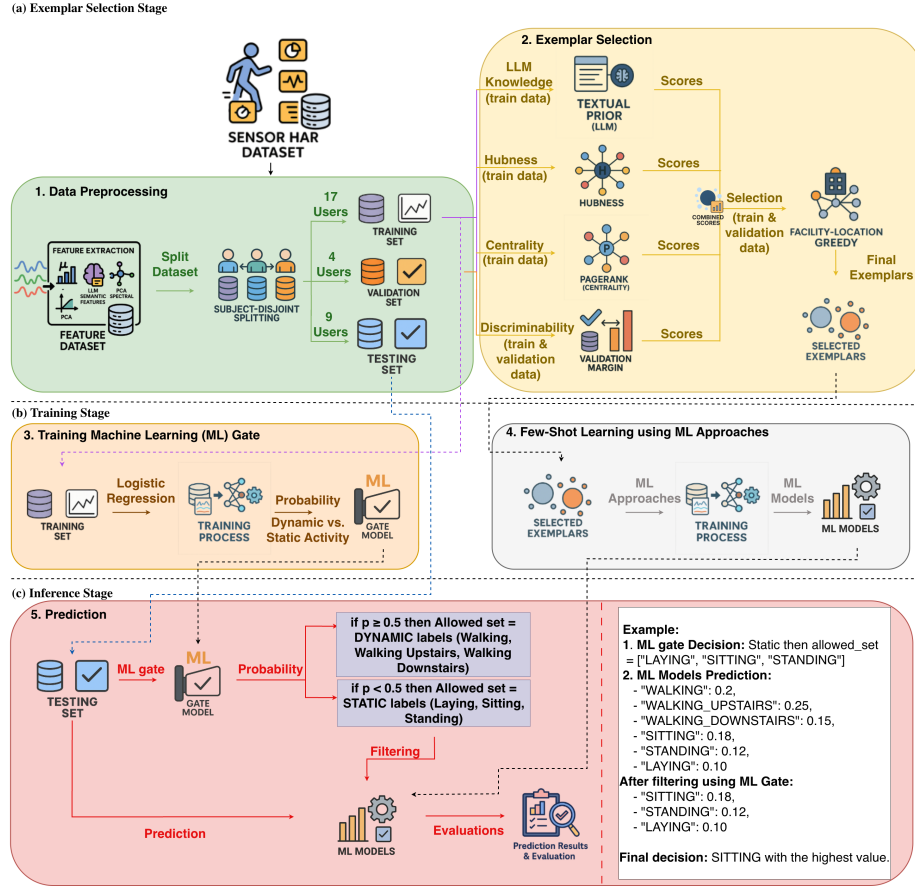 (a) Exemplar Selection Stage
SENSOR HAR
DATASET
1. Data Preprocessing
FEATURE EXTRACTION
μ
LLM
SEMANTIC
FEATURES
PCA
SPECTRAL
PCA
FEATURE
DATASET
Split
Dataset
SUBJECT-DISJOINT
SPLITTING
17
Users
TRAINING
SET
4
Users
VALIDATION
SET
9
Users
TESTING
SET
2. Exemplar Selection
LLM
Knowledge
(train data)
TEXTUAL
PRIOR
(LLM)
Scores
Hubness
(train data)
H
HUBNESS
Scores
Centrality
(train data)
P
PAGERANK
(CENTRALITY)
Scores
Discriminability
(train &
validation
data)
VALIDATION
MARGIN
Scores
COMBINED
SCORES
Selection
(train &
validation
data)
FACILITY-LOCATION
GREEDY
Final
Exemplars
SELECTED
EXEMPLARS
(b) Training Stage
3. Training Machine Learning (ML) Gate
TRAINING
SET
Logistic
Regression
TRAINING
PROCESS
Probability
Dynamic vs.
Static Activity
ML
GATE
MODEL
4. Few-Shot Learning using ML Approaches
SELECTED
EXEMPLARS
ML
Approaches
TRAINING
PROCESS
ML
Models
ML MODELS
(c) Inference Stage
5. Prediction
TESTING
SET
ML gate
ML
GATE
MODEL
Probability
if p ≥ 0.5 then Allowed set =
DYNAMIC labels (Walking,
Walking Upstairs, Walking
Downstairs)
if p < 0.5 then Allowed set =
STATIC labels (Laying, Sitting,
Standing)
Filtering
Prediction
ML MODELS
Evaluations
Prediction Results
& Evaluation
Example:
1. ML gate Decision: Static then allowed_set
= ["LAYING", "SITTING", "STANDING"]
2. ML Models Prediction:
- "WALKING": 0.2,
- "WALKING_UPSTAIRS": 0.25,
- "WALKING_DOWNSTAIRS": 0.15,
- "SITTING": 0.18,
- "STANDING": 0.12,
- "LAYING": 0.10
After filtering using ML Gate:
- "SITTING": 0.18,
- "STANDING": 0.12,
- "LAYING": 0.10
Final decision: SITTING with the highest value.